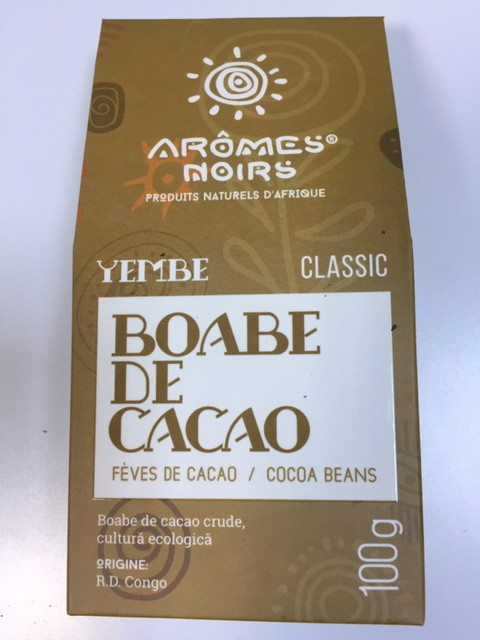 ARÔMES®
NOIRS
PRODUITS NATURELS D'AFRIQUE
YEMBE
CLASSIC
BOABE
DE
CACAO
FÈVES DE CACAO / COCOA BEANS
Boabe de cacao crude,
cultură ecologică
ORIGINE:
R.D. Congo
100g